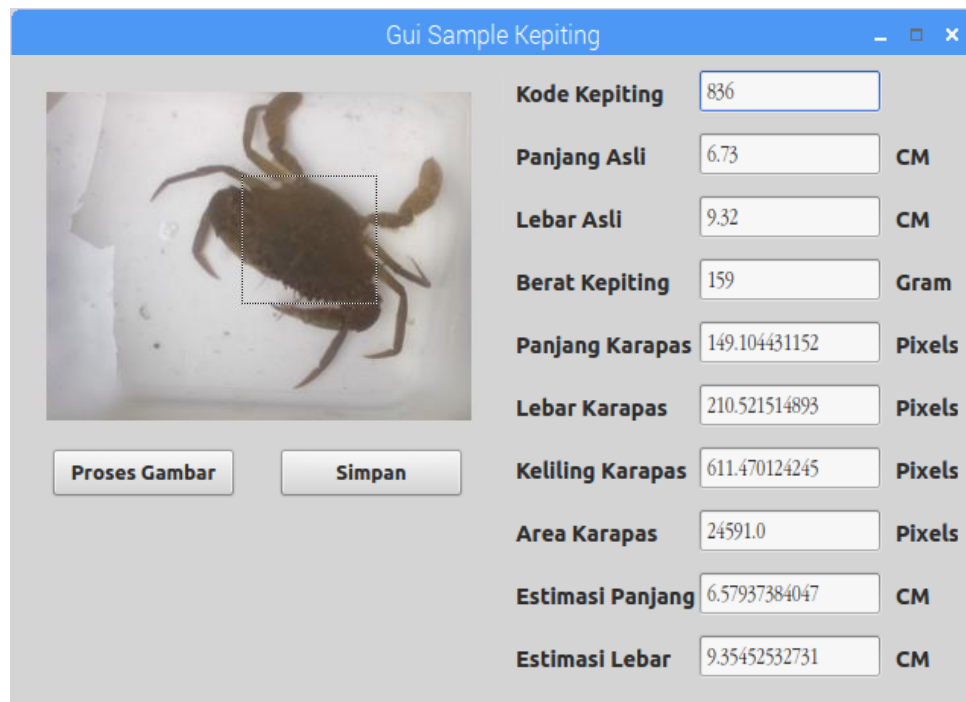 Gui Sample Kepiting
Kode Kepiting 836
Panjang Asli 6.73 CM
Lebar Asli 9.32 CM
Berat Kepiting 159 Gram
Panjang Karapas 149.104431152 Pixels
Lebar Karapas 210.521514893 Pixels
Keliling Karapas 611.470124245 Pixels
Area Karapas 24591.0 Pixels
Estimasi Panjang 6.57937384047 CM
Estimasi Lebar 9.35452532731 CM
Proses Gambar Simpan